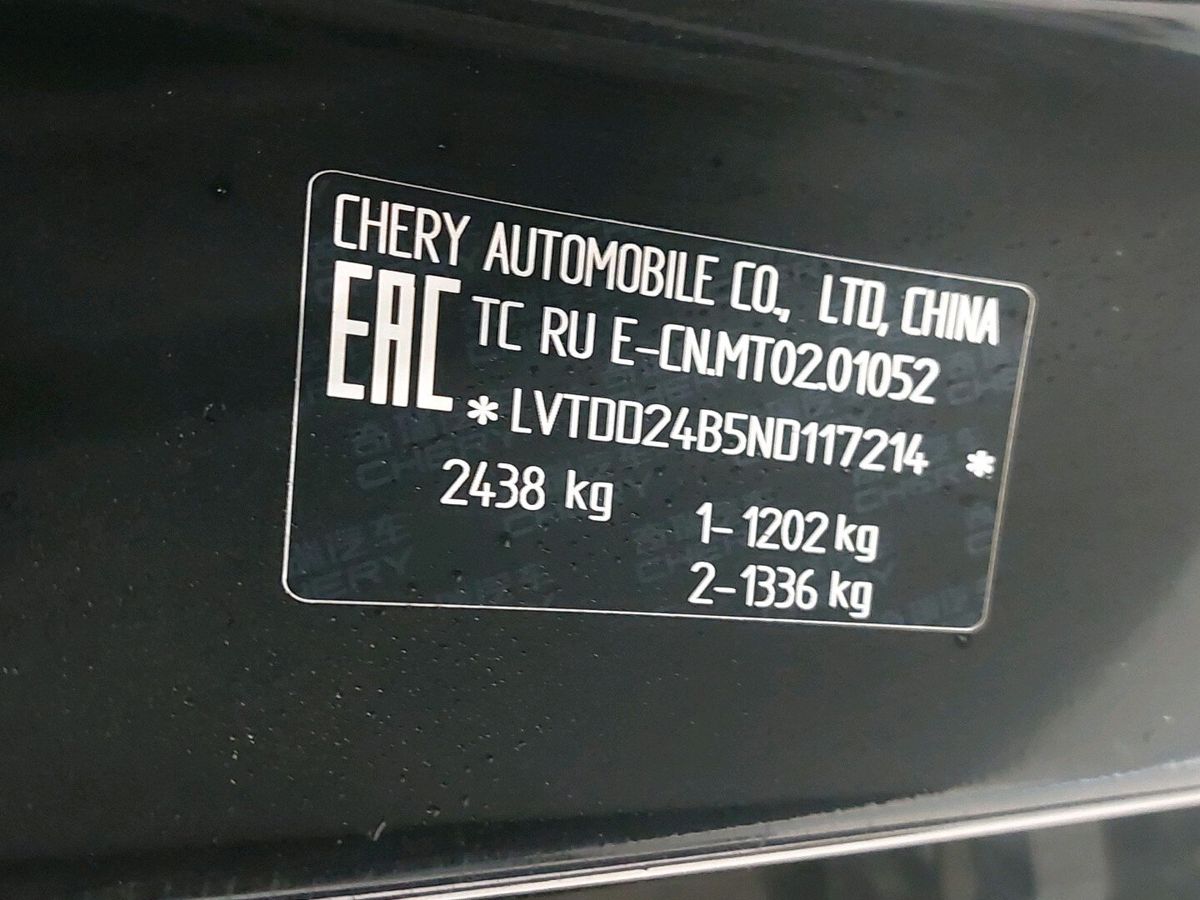 CHERY AUTOMOBILE CO., LTD, CHINA
EAC TC RU E-CN.MT02.01052
*LVTDD24B5ND117214 *
2438 kg
1-1202 kg
2-1336 kg